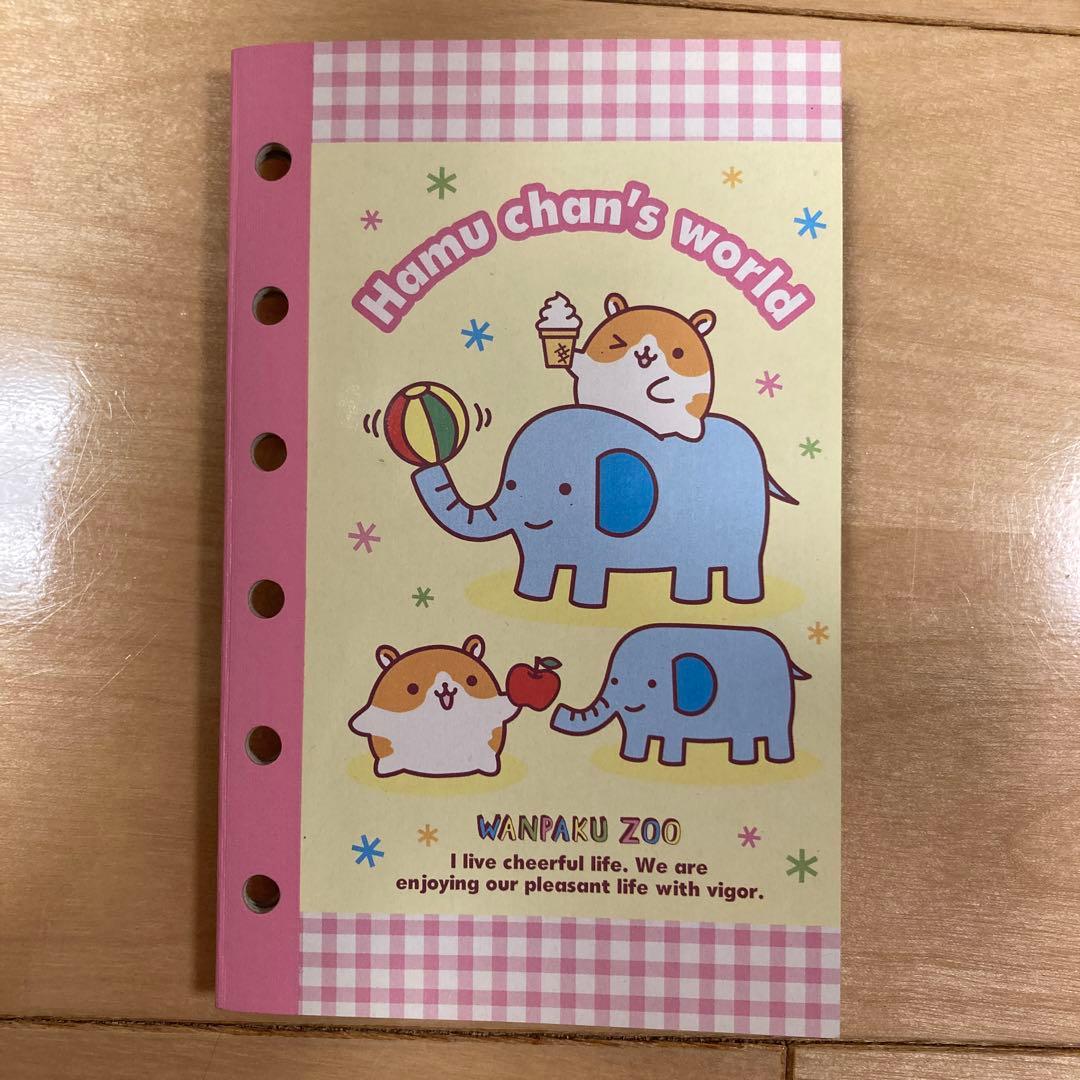 Hamu chan's world
WANPAKU ZOO
I live cheerful life. We are
enjoying our pleasant life with vigor.